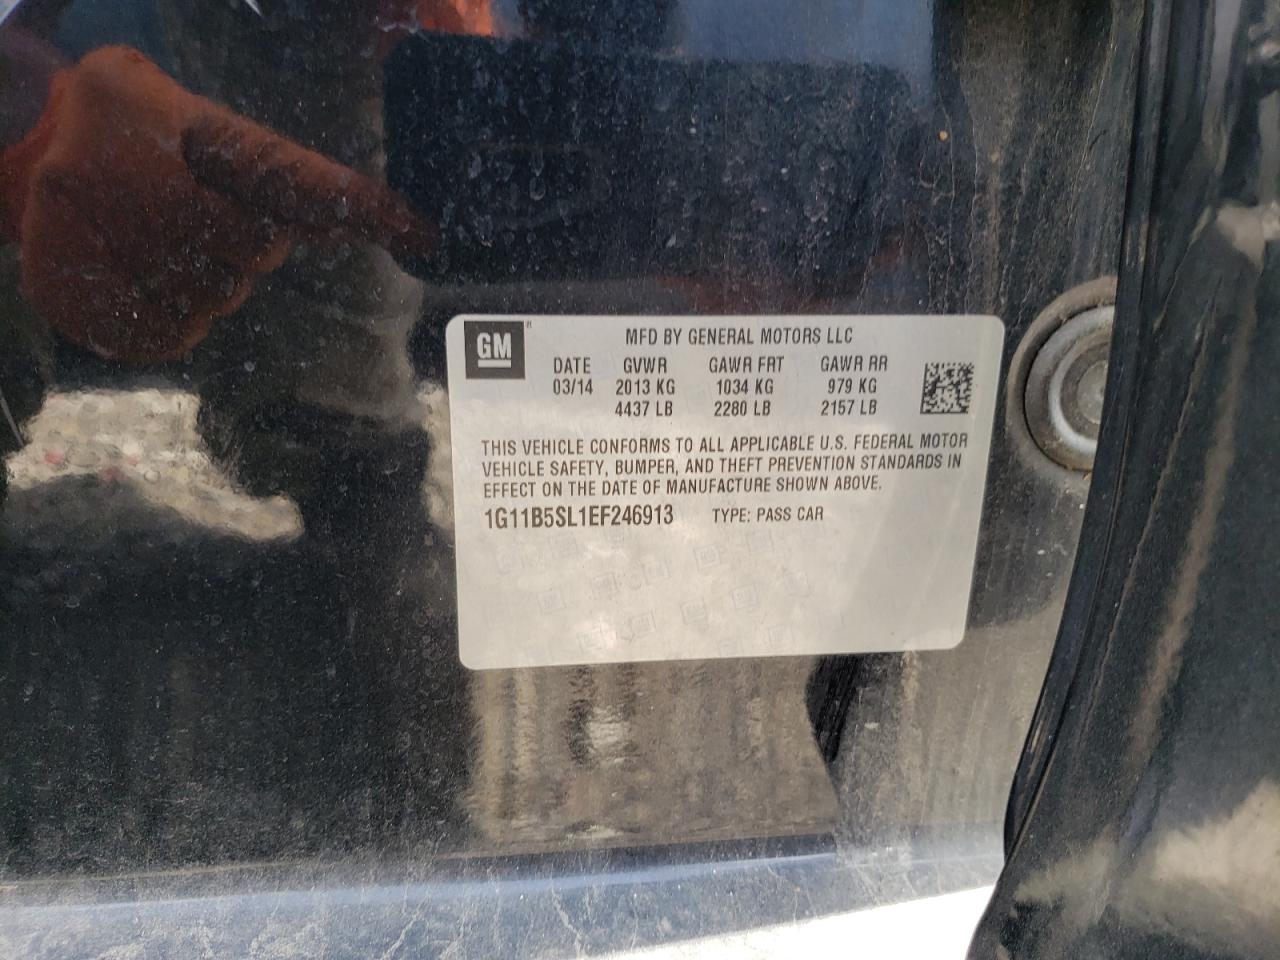 GM
MFD BY GENERAL MOTORS LLC
DATE GVWR GAWR FRT GAWR RR
03/14 2013 KG 1034 KG 979 KG
4437 LB 2280 LB 2157 LB
THIS VEHICLE CONFORMS TO ALL APPLICABLE U.S. FEDERAL MOTOR
VEHICLE SAFETY, BUMPER, AND THEFT PREVENTION STANDARDS IN
EFFECT ON THE DATE OF MANUFACTURE SHOWN ABOVE.
1G11B5SL1EF246913 TYPE: PASS CAR